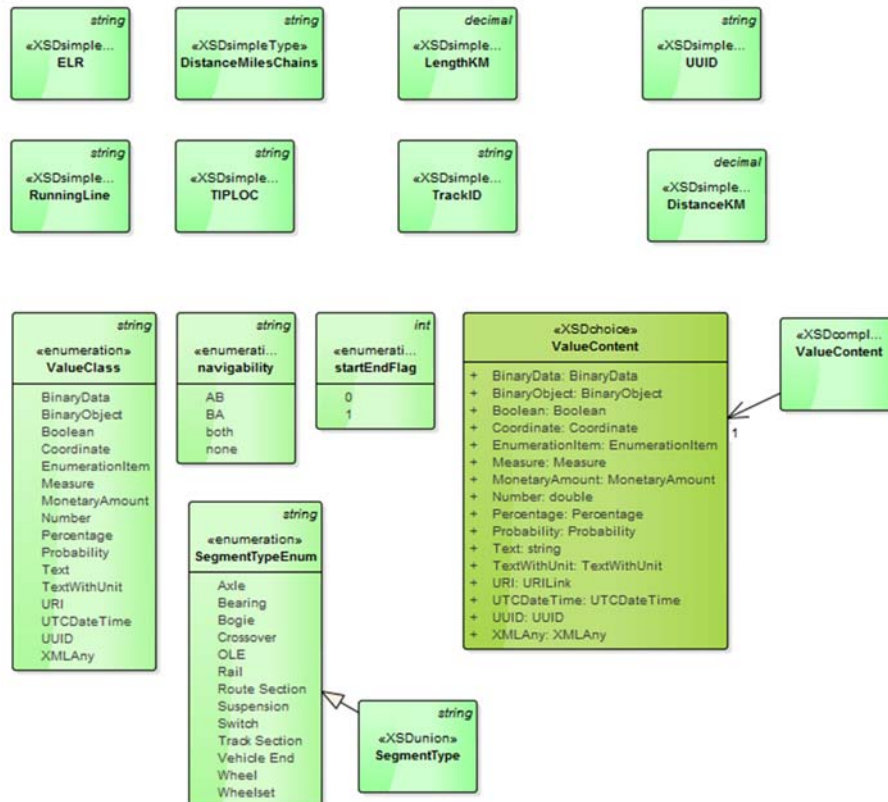 string
«XSDsimple...
ELR
string
«XSDsimpleType»
DistanceMilesChains
decimal
«XSDsimple...
LengthKM
string
«XSDsimple...
UUID
string
«XSDsimple...
RunningLine
string
«XSDsimple...
TIPLOC
string
«XSDsimple...
TrackID
decimal
«XSDsimple...
DistanceKM
string
«enumeration»
ValueClass
BinaryData
BinaryObject
Boolean
Coordinate
EnumerationItem
Measure
MonetaryAmount
Number
Percentage
Probability
Text
TextWithUnit
URI
UTCDateTime
UUID
XMLAny
string
«enumerati...
navigability
AB
BA
both
none
int
«enumerati...
startEndFlag
0
1
«XSDchoice»
ValueContent
+ BinaryData: BinaryData
+ BinaryObject: BinaryObject
+ Boolean: Boolean
+ Coordinate: Coordinate
+ EnumerationItem: EnumerationItem
+ Measure: Measure
+ MonetaryAmount: MonetaryAmount
+ Number: double
+ Percentage: Percentage
+ Probability: Probability
+ Text: string
+ TextWithUnit: TextWithUnit
+ URI: URILink
+ UTCDateTime: UTCDateTime
+ UUID: UUID
+ XMLAny: XMLAny
1
«XSDcompl...
ValueContent
string
«enumeration»
SegmentTypeEnum
Axle
Bearing
Bogie
Crossover
OLE
Rail
Route Section
Suspension
Switch
Track Section
Vehicle End
Wheel
Wheelset
string
«XSDunion»
SegmentType